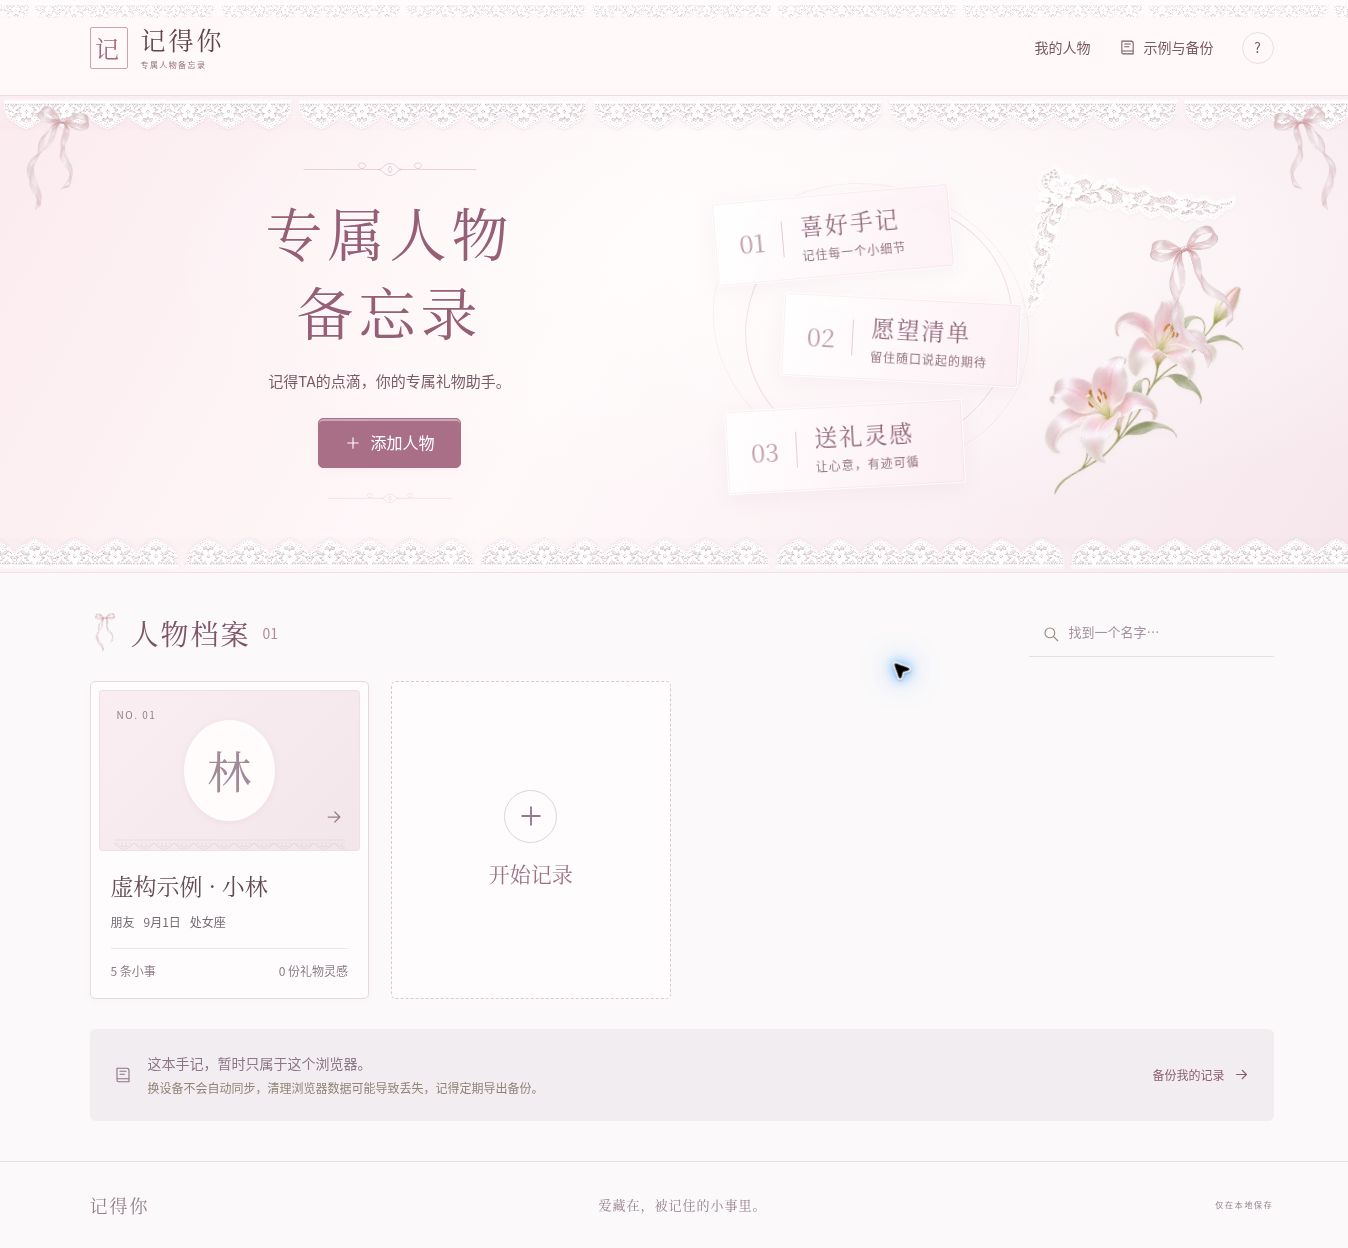 记
记得你
专属人物备忘录
我的人物
示例与备份
?
专属人物
备忘录
记得TA的点滴，你的专属礼物助手。
+ 添加人物
01
喜好手记
记住每一个小细节
02
愿望清单
留住随口说起的期待
03
送礼灵感
让心意，有迹可循
人物档案 01
找到一个名字…
NO. 01
林
虚构示例 · 小林
朋友 9月1日 处女座
5 条小事
0 份礼物灵感
开始记录
这本手记，暂时只属于这个浏览器。
换设备不会自动同步，清理浏览器数据可能导致丢失，记得定期导出备份。
备份我的记录
记得你
爱藏在，被记住的小事里。
仅在本地保存